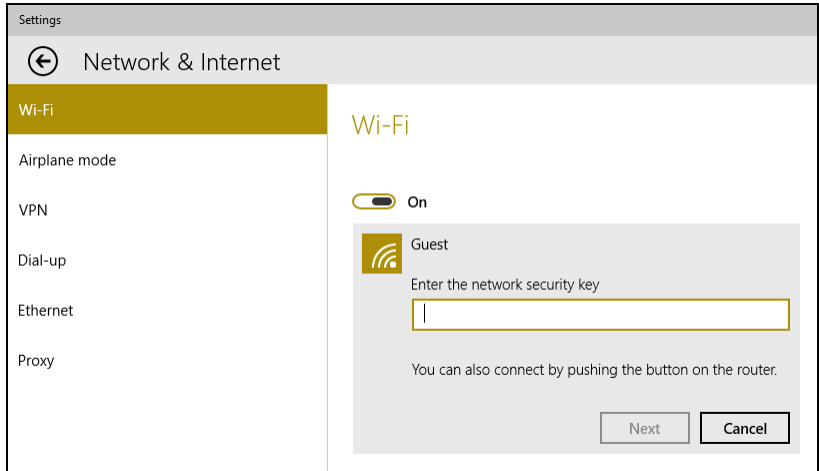 Settings
Network & Internet
Wi-Fi
Airplane mode
VPN
Dial-up
Ethernet
Proxy
Wi-Fi
On
Guest
Enter the network security key
You can also connect by pushing the button on the router.
Next
Cancel